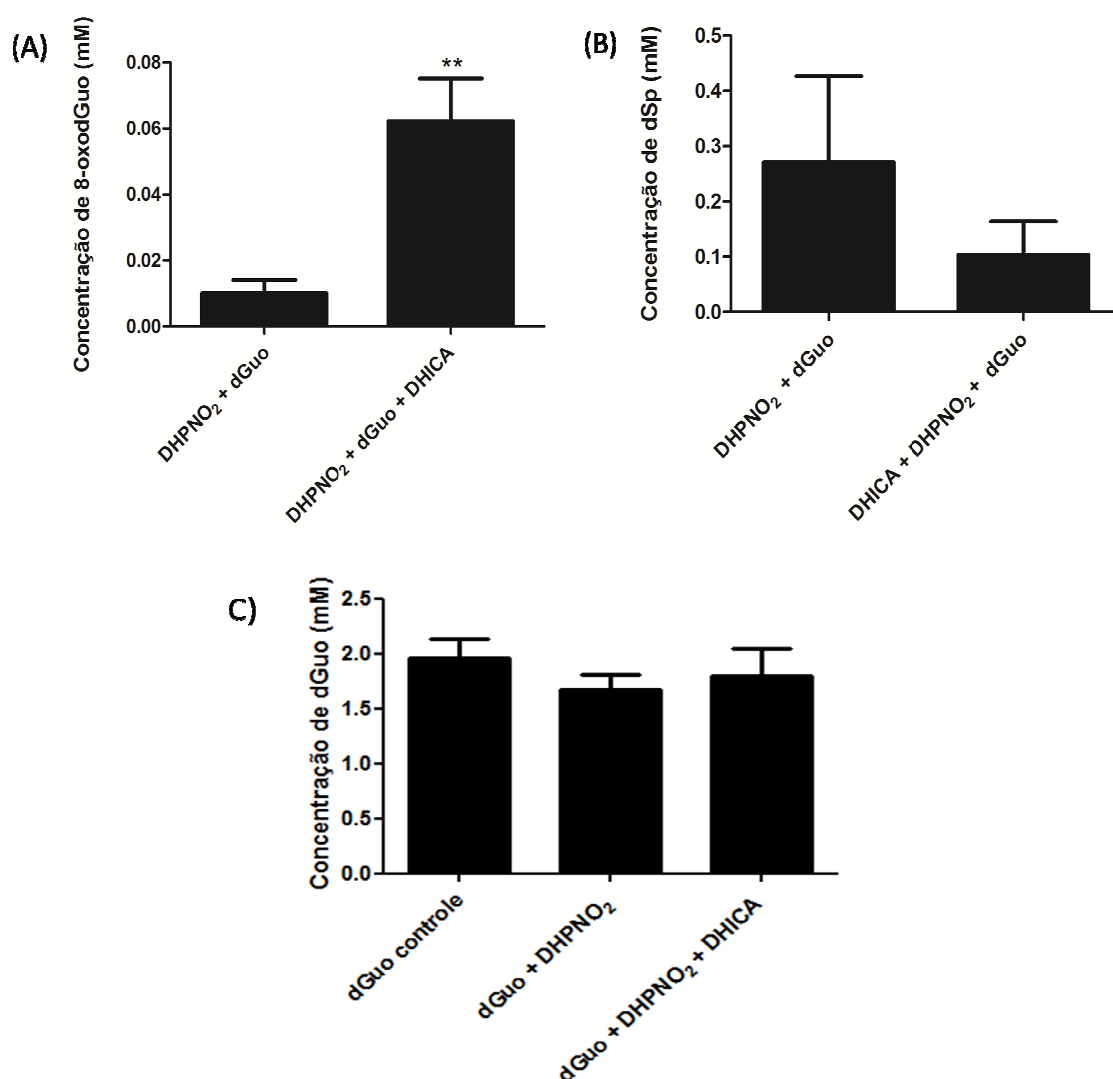 (A)
Concentração de 8-oxodGuo (mM)
0.08
0.06
0.04
0.02
0.00
**
DHPNO₂ + dGuo
DHPNO₂ + dGuo + DHICA
(B)
Concentração de dSp (mM)
0.5
0.4
0.3
0.2
0.1
0.0
DHPNO₂ + dGuo
DHICA + DHPNO₂ + dGuo
C)
Concentração de dGuo (mM)
2.5
2.0
1.5
1.0
0.5
0.0
dGuo controle
dGuo + DHPNO₂
dGuo + DHPNO₂ + DHICA